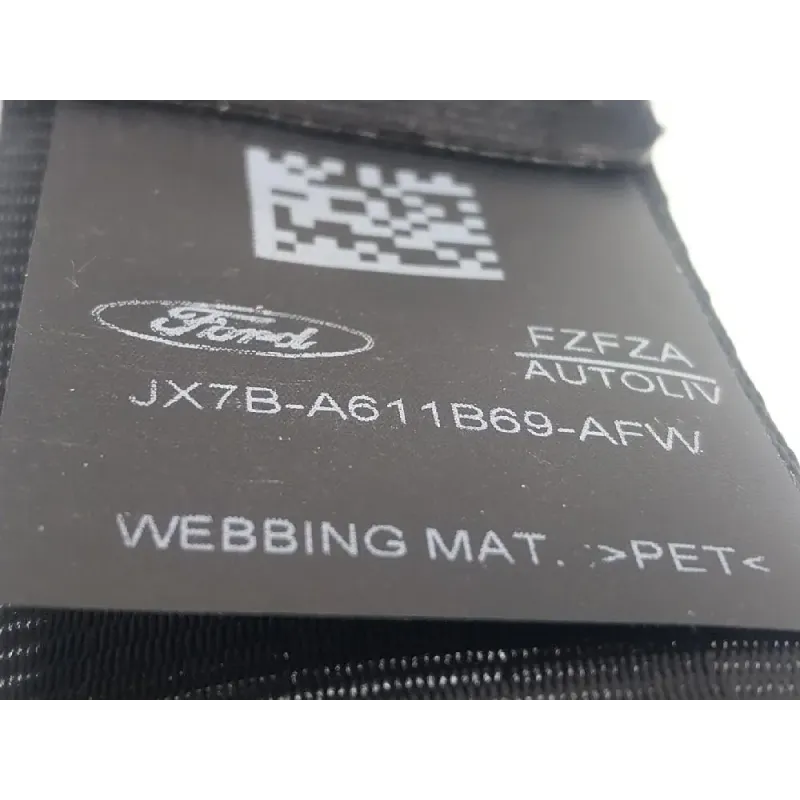 Ford
FZFZA
AUTOLIV
JX7B-A611B69-AFW
WEBBING MAT. >PET<